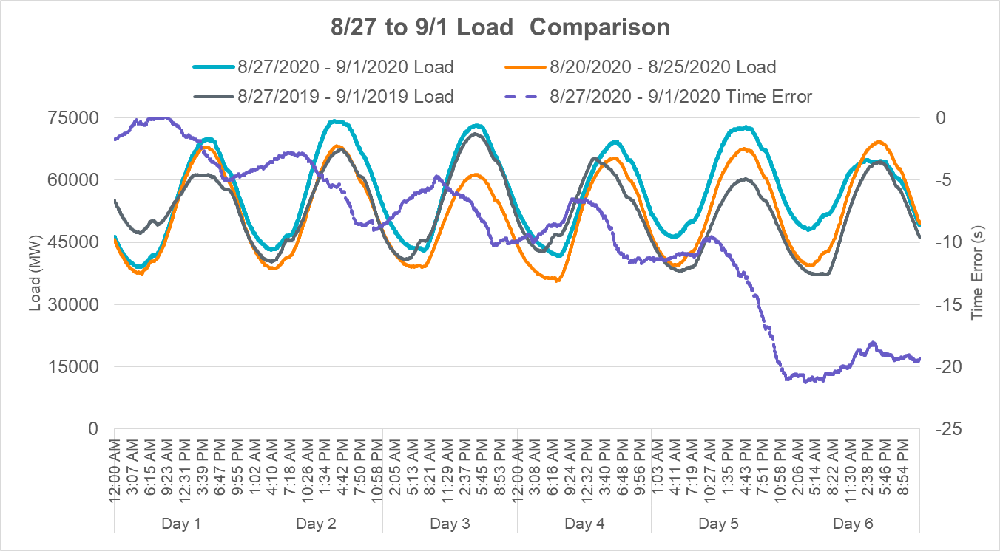 8/27 to 9/1 Load  Comparison
8/27/2020 - 9/1/2020 Load
8/20/2020 - 8/25/2020 Load
8/27/2019 - 9/1/2019 Load
8/27/2020 - 9/1/2020 Time Error
75000
60000
45000
30000
15000
0
Load (MW)
0
-5
-10
-15
-20
-25
Time Error (s)
12:00 AM
3:07 AM
6:15 AM
9:23 AM
12:31 PM
3:39 PM
6:47 PM
9:55 PM
1:02 AM
4:10 AM
7:18 AM
10:26 AM
1:34 PM
4:42 PM
7:50 PM
10:58 PM
2:05 AM
5:13 AM
8:21 AM
11:29 AM
2:37 PM
5:45 PM
8:53 PM
12:00 AM
3:08 AM
6:16 AM
9:24 AM
12:32 PM
3:40 PM
6:48 PM
9:56 PM
1:03 AM
4:11 AM
7:19 AM
10:27 AM
1:35 PM
4:43 PM
7:51 PM
10:58 PM
2:06 AM
5:14 AM
8:22 AM
11:30 AM
2:38 PM
5:46 PM
8:54 PM
Day 1
Day 2
Day 3
Day 4
Day 5
Day 6